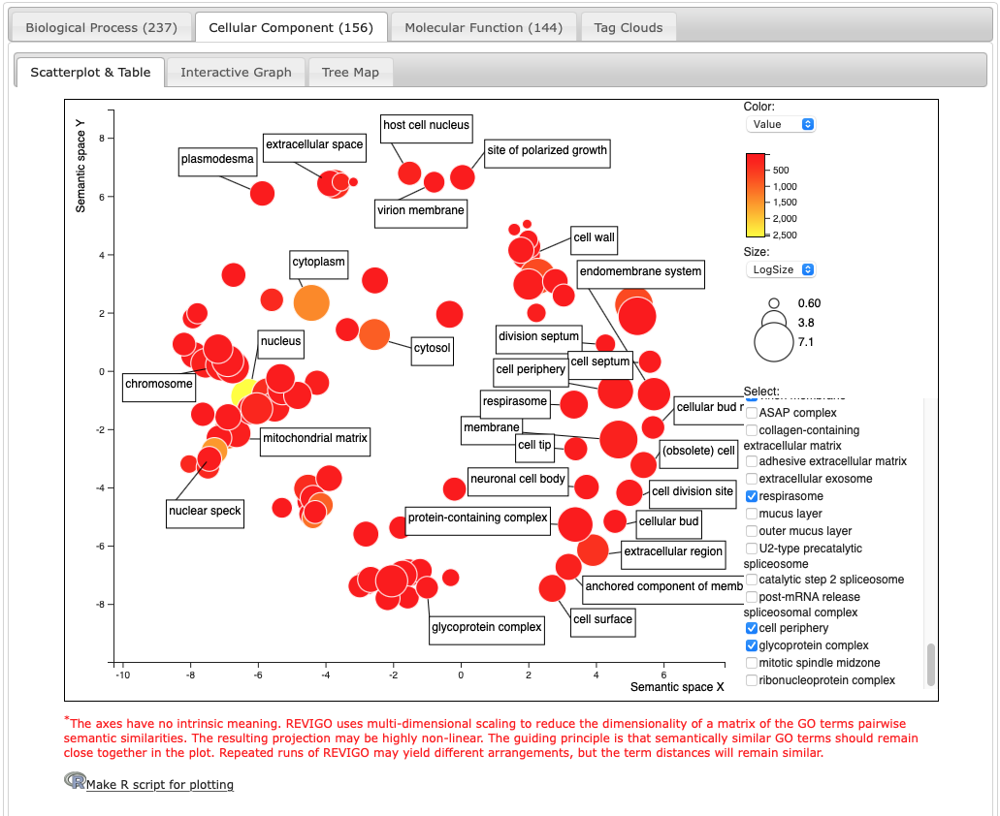 Biological Process (237)
Cellular Component (156)
Molecular Function (144)
Tag Clouds
Scatterplot & Table
Interactive Graph
Tree Map
Semantic space Y
8
6
4
2
0
-2
-4
-6
-8
-10
-8
-6
-4
-2
0
2
4
6
Semantic space X
host cell nucleus
extracellular space
site of polarized growth
plasmodesma
virion membrane
cell wall
cytoplasm
endomembrane system
nucleus
cytosol
division septum
cell septum
cell periphery
chromosome
respirasome
cellular bud
membrane
mitochondrial matrix
cell tip
(obsolete) cell
neuronal cell body
cell division site
nuclear speck
protein-containing complex
cellular bud
extracellular region
anchored component of memb
cell surface
glycoprotein complex
Color:
Value
500
1,000
1,500
2,000
2,500
Size:
LogSize
0.60
3.8
7.1
Select:
ASAP complex
collagen-containing
extracellular matrix
adhesive extracellular matrix
extracellular exosome
respirasome
mucus layer
outer mucus layer
U2-type precatalytic
spliceosome
catalytic step 2 spliceosome
post-mRNA release
spliceosomal complex
cell periphery
glycoprotein complex
mitotic spindle midzone
ribonucleoprotein complex
*The axes have no intrinsic meaning. REVIGO uses multi-dimensional scaling to reduce the dimensionality of a matrix of the GO terms pairwise
semantic similarities. The resulting projection may be highly non-linear. The guiding principle is that semantically similar GO terms should remain
close together in the plot. Repeated runs of REVIGO may yield different arrangements, but the term distances will remain similar.
R
Make R script for plotting